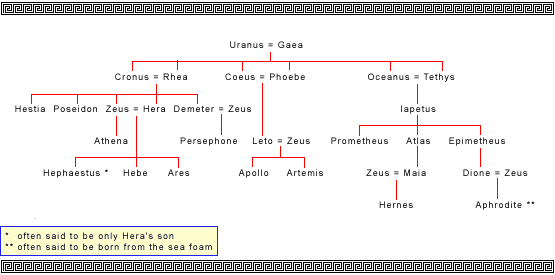 Uranus = Gaea
Cronus = Rhea Coeus = Phoebe Oceanus = Tethys
Hestia Poseidon Zeus = Hera Demeter = Zeus Iapetus
Athena Persephone Leto = Zeus Prometheus Atlas Epimetheus
Hephaestus * Hebe Ares Apollo Artemis Zeus = Maia Dione = Zeus
Hernes Aphrodite **
* often said to be only Hera's son
** often said to be born from the sea foam